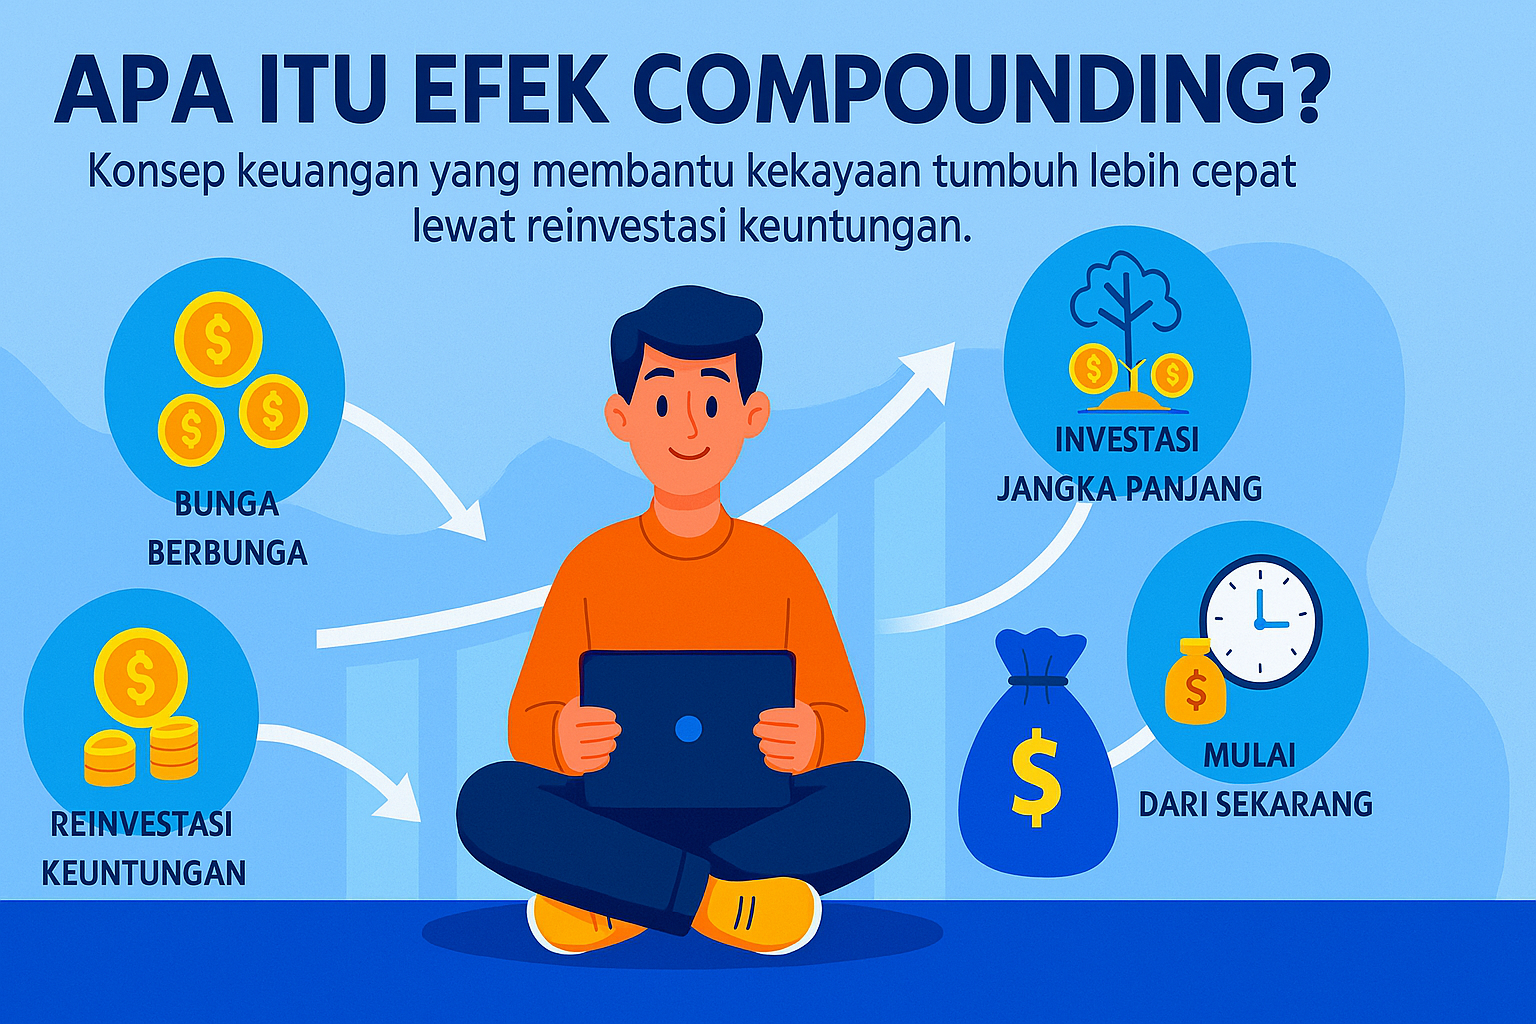 APA ITU EFEK COMPOUNDING?
Konsep keuangan yang membantu kekayaan tumbuh lebih cepat
lewat reinvestasi keuntungan.
BUNGA
BERBUNGA
REINVESTASI
KEUNTUNGAN
INVESTASI
JANGKA PANJANG
MULAI
DARI SEKARANG